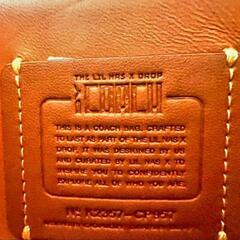 THE LIL NAS X DROP
COACH
THIS IS A COACH BAG, CRAFTED
TO LAST AS PART OF THE LIL NAS X
DROP. IT WAS DESIGNED BY US
AND CURATED BY LIL NAS X TO
INSPIRE YOU TO CONFIDENTLY
EXPLORE ALL OF WHO YOU ARE.